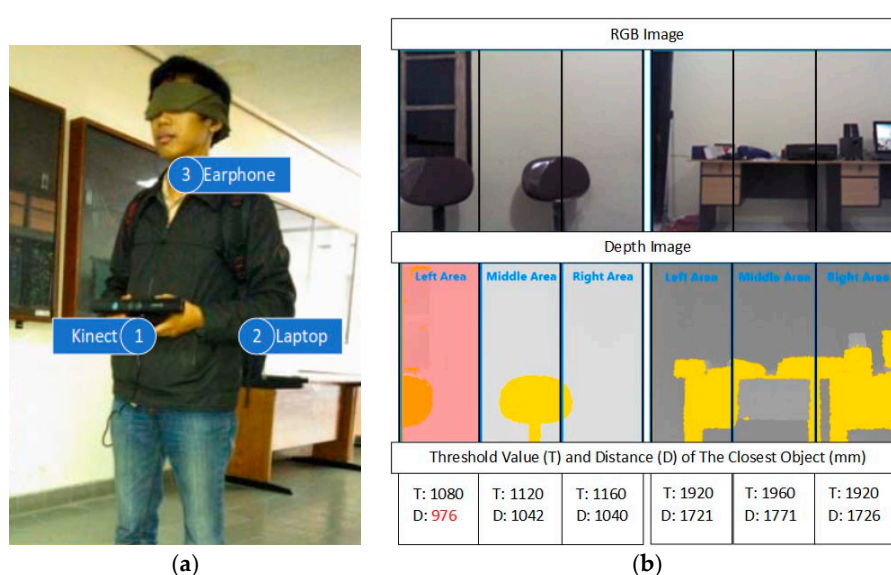 RGB Image
3 Earphone
Depth Image
Left Area Middle Area Right Area Left Area Middle Area Right Area
Kinect 1
2 Laptop
Threshold Value (T) and Distance (D) of The Closest Object (mm)
T: 1080 T: 1120 T: 1160 T: 1920 T: 1960 T: 1920
D: 976 D: 1042 D: 1040 D: 1721 D: 1771 D: 1726
(a) (b)